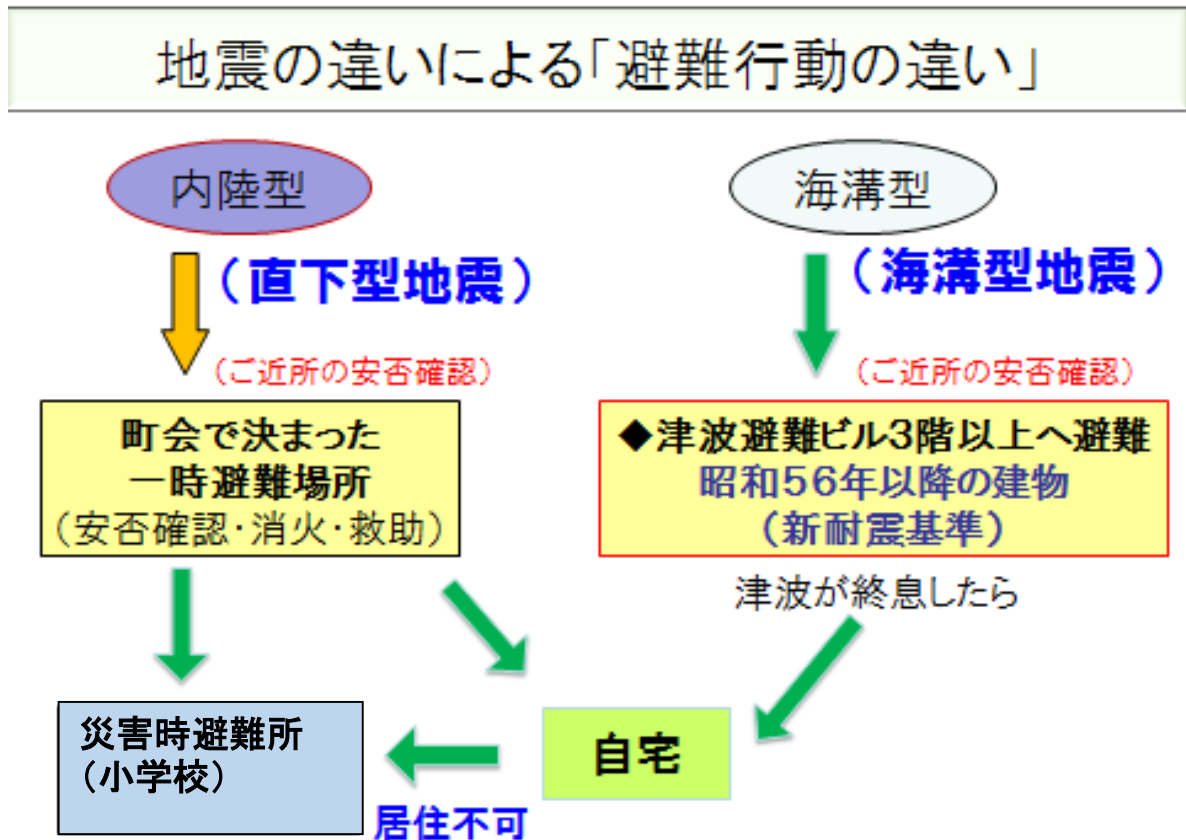 地震の違いによる「避難行動の違い」
内陸型
(直下型地震)
(ご近所の安否確認)
町会で決まった
一時避難場所
(安否確認・消火・救助)
海溝型
(海溝型地震)
(ご近所の安否確認)
◆津波避難ビル3階以上へ避難
昭和56年以降の建物
(新耐震基準)
津波が終息したら
災害時避難所
(小学校)
自宅
居住不可